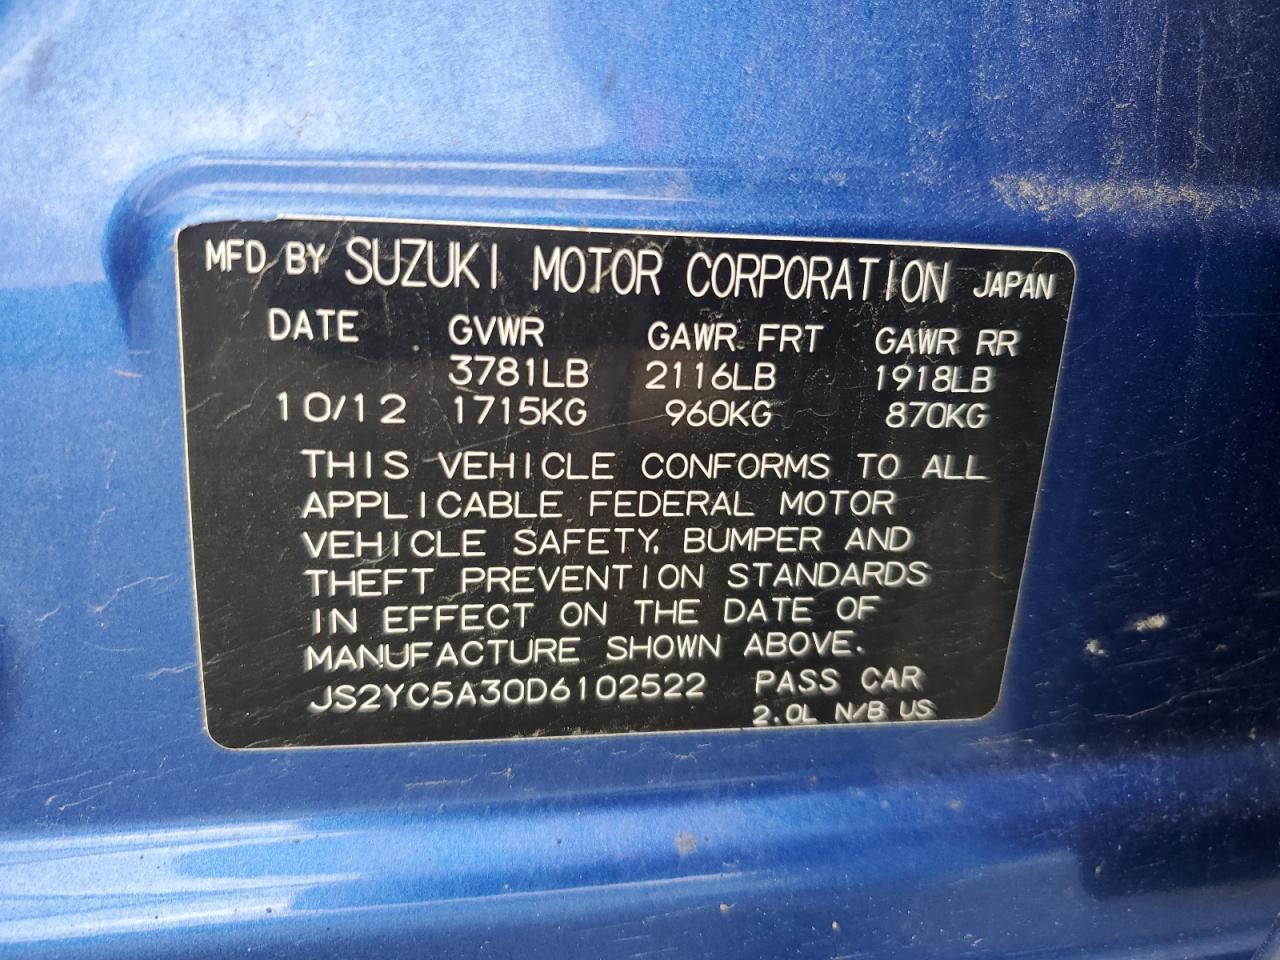 MFD BY SUZUKI MOTOR CORPORATION JAPAN
DATE GVWR GAWR FRT GAWR RR
3781LB 2116LB 1918LB
10/12 1715KG 960KG 870KG
THIS VEHICLE CONFORMS TO ALL
APPLICABLE FEDERAL MOTOR
VEHICLE SAFETY, BUMPER AND
THEFT PREVENTION STANDARDS
IN EFFECT ON THE DATE OF
MANUFACTURE SHOWN ABOVE.
JS2YC5A30D6102522 PASS CAR
2.0L N/B US